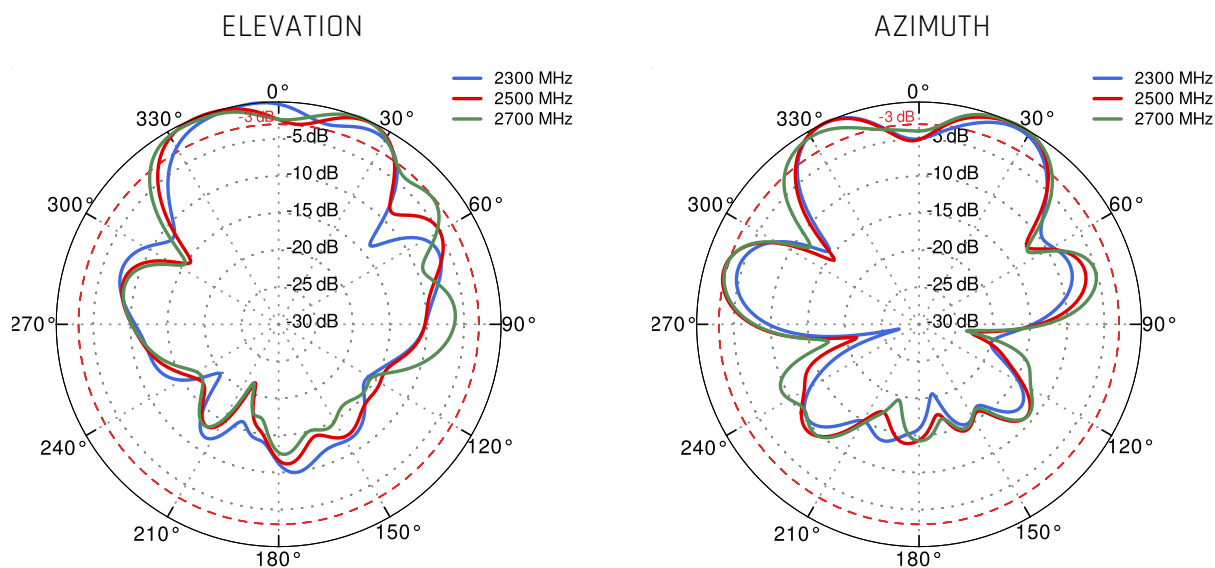 ELEVATION
2300 MHz
2500 MHz
2700 MHz
0°
30°
60°
90°
120°
150°
180°
210°
240°
270°
300°
330°
-3 dB
-5 dB
-10 dB
-15 dB
-20 dB
-25 dB
-30 dB
AZIMUTH
2300 MHz
2500 MHz
2700 MHz
0°
30°
60°
90°
120°
150°
180°
210°
240°
270°
300°
330°
-3 dB
-5 dB
-10 dB
-15 dB
-20 dB
-25 dB
-30 dB